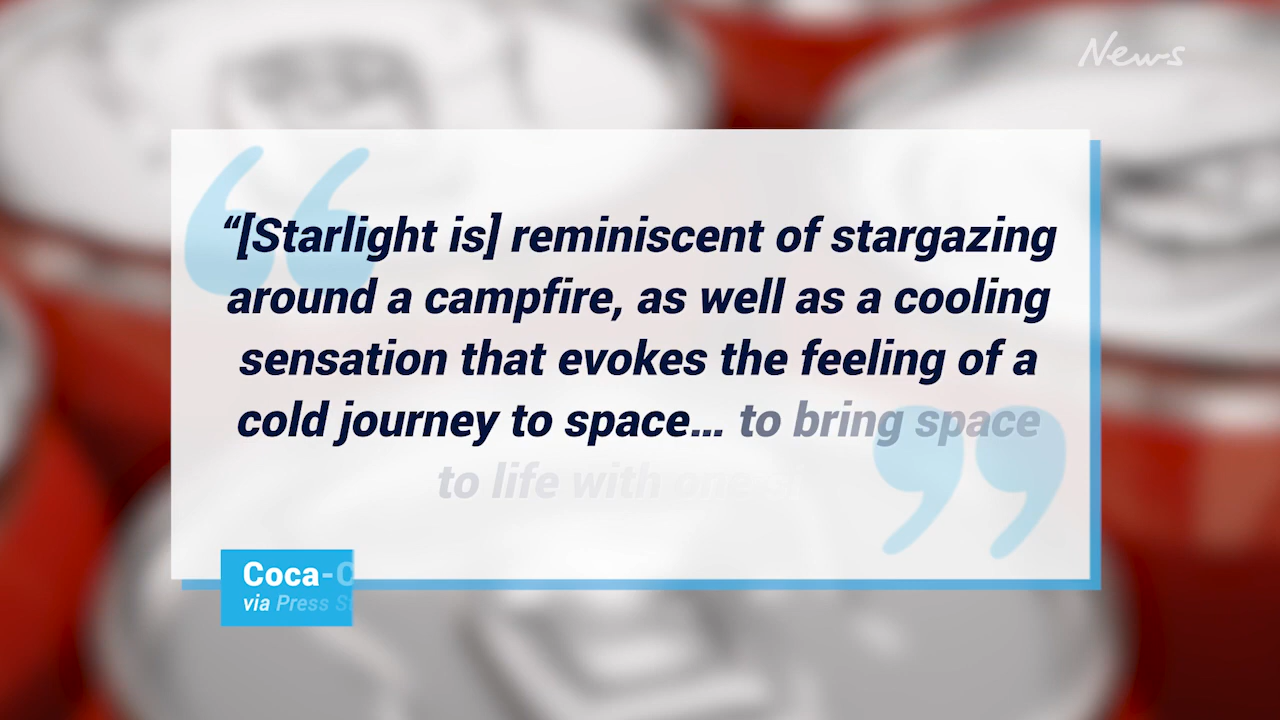 News
“[Starlight is] reminiscent of stargazing
around a campfire, as well as a cooling
sensation that evokes the feeling of a
cold journey to space... to bring space
to life with one
Coca-C
via Press S